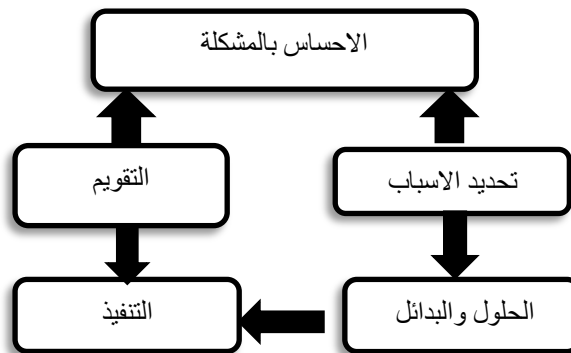 الاحساس بالمشكلة
تحديد الاسباب
التقويم
الحلول والبدائل
التنفيذ